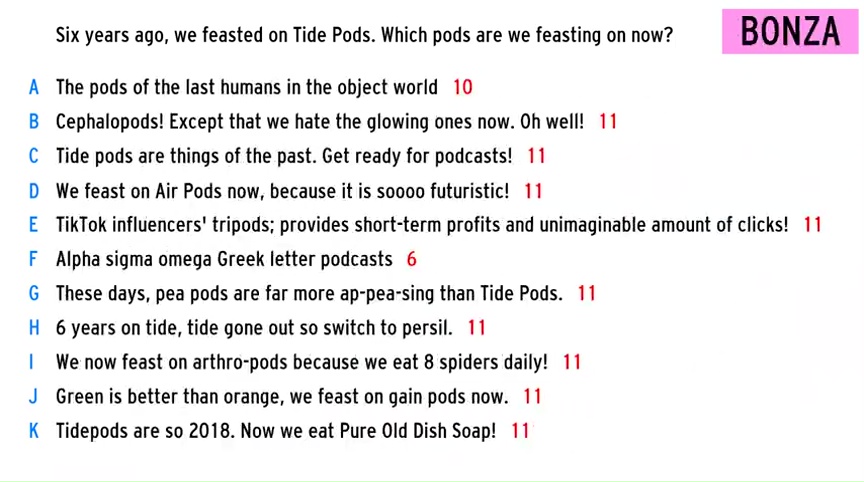 Six years ago, we feasted on Tide Pods. Which pods are we feasting on now?
BONZA
A The pods of the last humans in the object world 10
B Cephalopods! Except that we hate the glowing ones now. Oh well! 11
C Tide pods are things of the past. Get ready for podcasts! 11
D We feast on Air Pods now, because it is soooo futuristic! 11
E TikTok influencers' tripods; provides short-term profits and unimaginable amount of clicks! 11
F Alpha sigma omega Greek letter podcasts 6
G These days, pea pods are far more ap-pea-sing than Tide Pods. 11
H 6 years on tide, tide gone out so switch to persil. 11
I We now feast on arthro-pods because we eat 8 spiders daily! 11
J Green is better than orange, we feast on gain pods now. 11
K Tidepods are so 2018. Now we eat Pure Old Dish Soap! 11